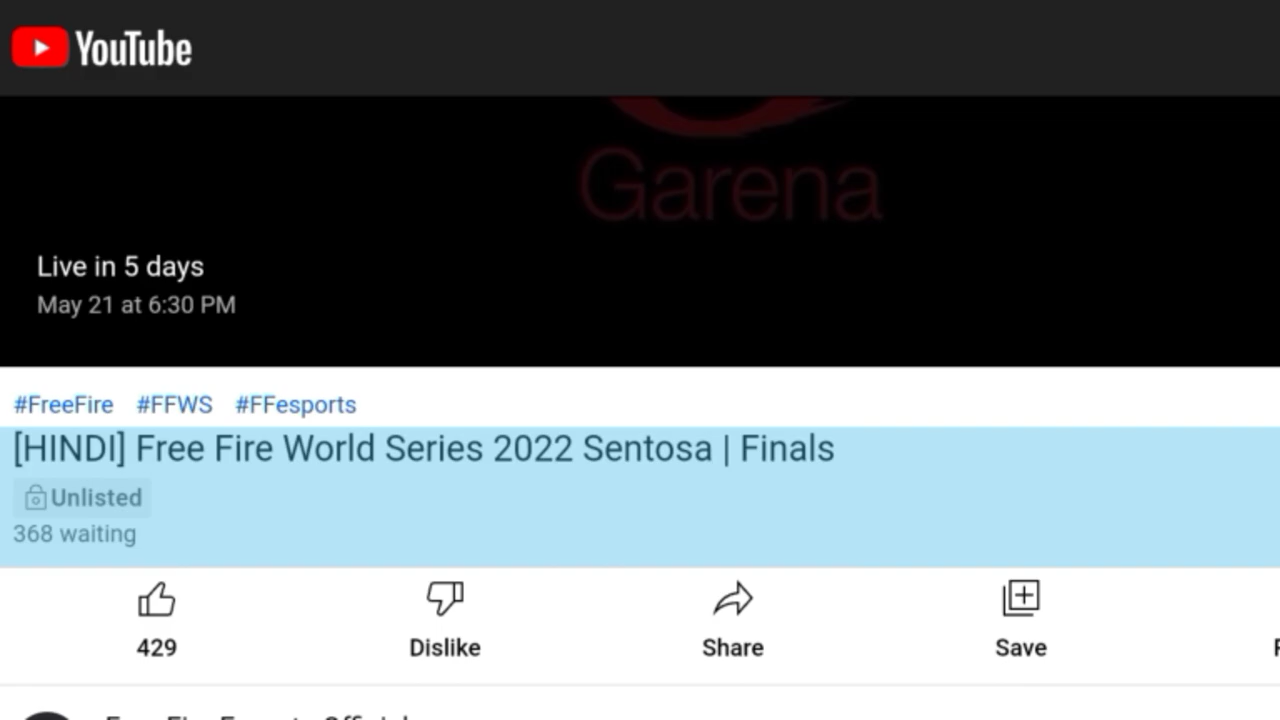 YouTube
Garena
Live in 5 days
May 21 at 6:30 PM
#FreeFire #FFWS #FFesports
[HINDI] Free Fire World Series 2022 Sentosa | Finals
Unlisted
368 waiting
429 Dislike Share Save